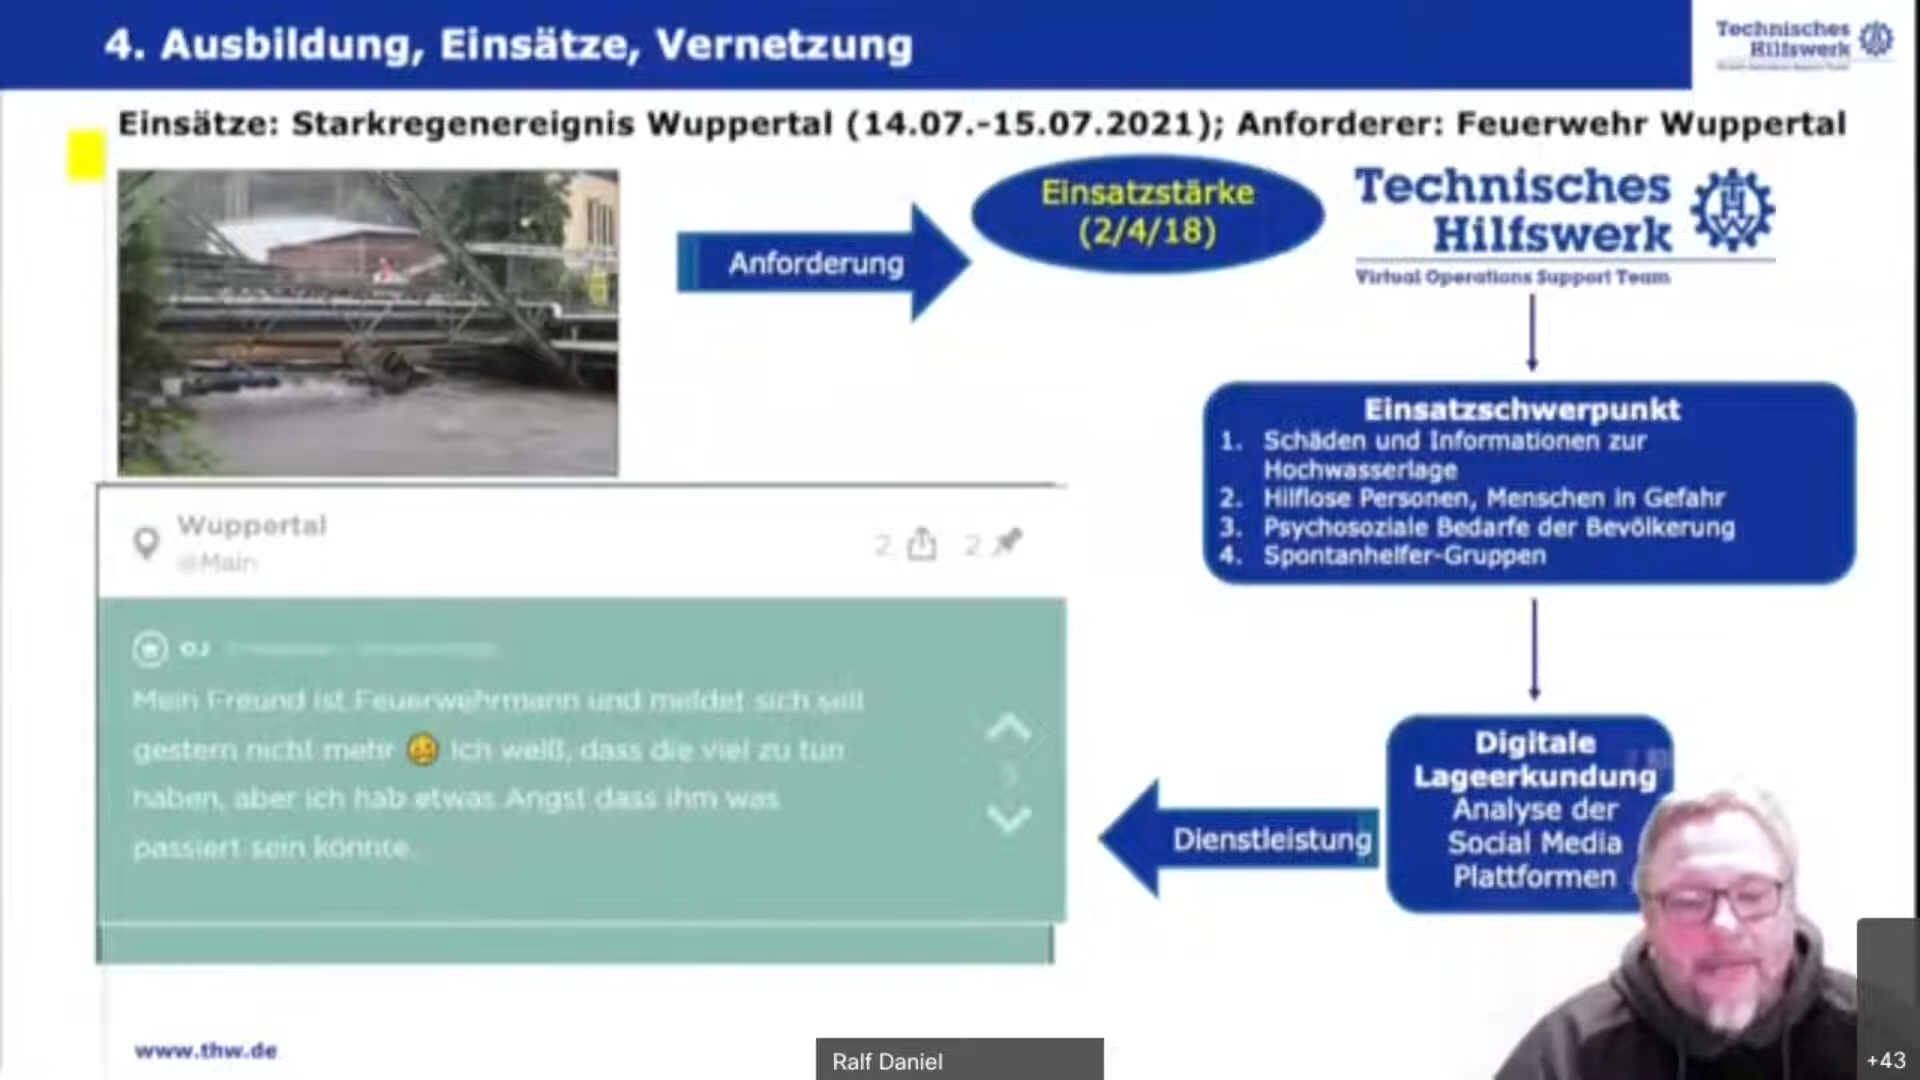 4. Ausbildung, Einsätze, Vernetzung
Technisches
Hilfswerk
Einsätze: Starkregenereignis Wuppertal (14.07.-15.07.2021); Anforderer: Feuerwehr Wuppertal
Anforderung
Einsatzstärke
(2/4/18)
Technisches
Hilfswerk
THW
Virtual Operations Support Team
Einsatzschwerpunkt
1. Schäden und Informationen zur
Hochwasserlage
2. Hilflose Personen, Menschen in Gefahr
3. Psychosoziale Bedarfe der Bevölkerung
4. Spontanhelfer-Gruppen
Wuppertal
@Main
2 2
OJ
Mein Freund ist Feuerwehrmann und meldet sich seit
gestern nicht mehr Ich weiß, dass die viel zu tun
haben, aber ich hab etwas Angst dass ihm was
passiert sein könnte.
Dienstleistung
Digitale
Lageerkundung
Analyse der
Social Media
Plattformen
www.thw.de
Ralf Daniel
+43